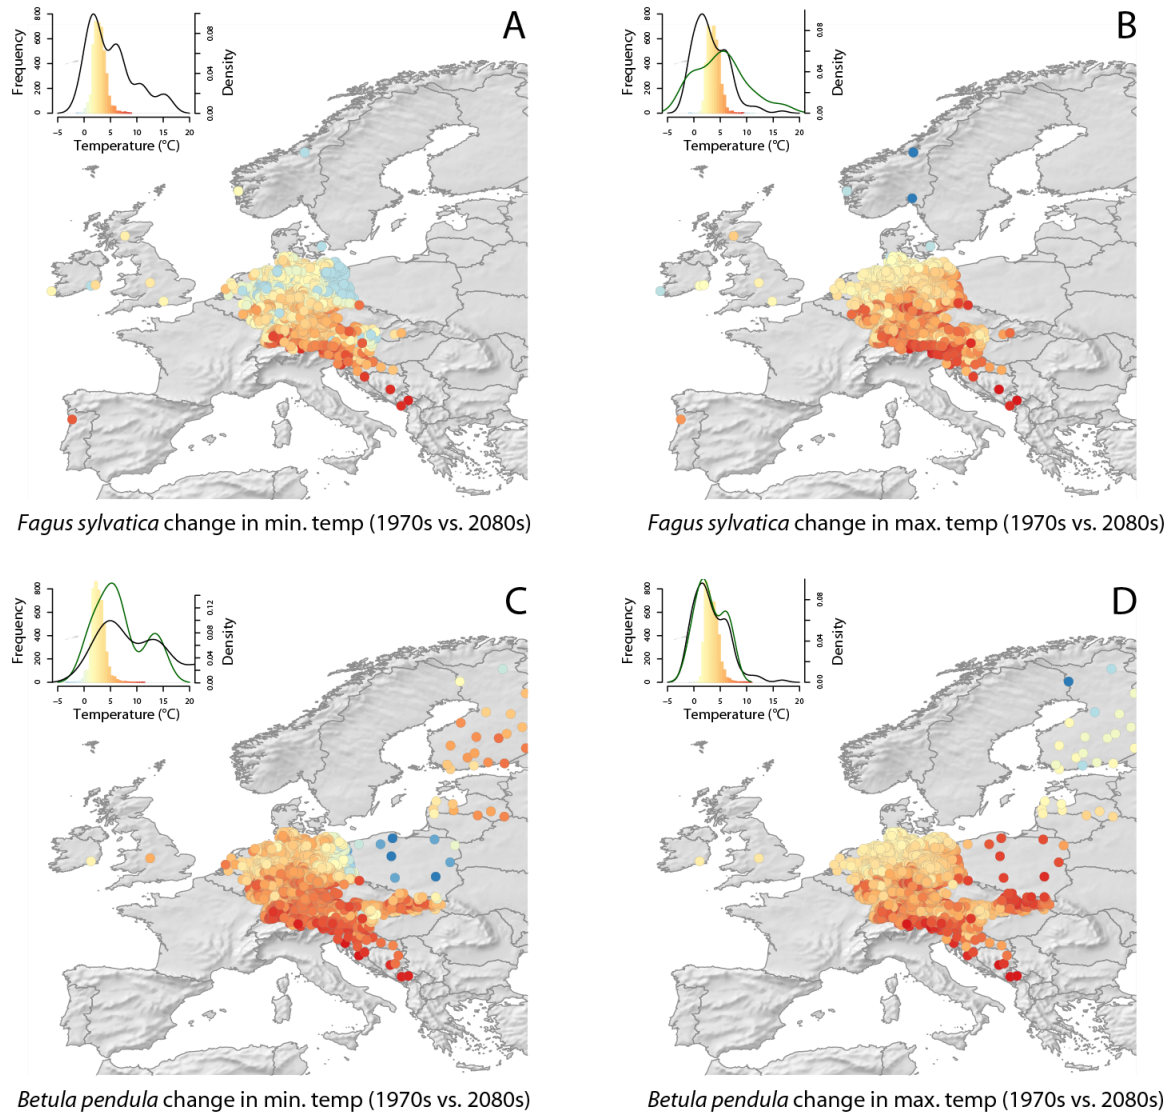 A
Frequency
800
600
400
200
0
0.08
0.04
0.00
Density
−5 0 5 10 15 20
Temperature (°C)
Fagus sylvatica change in min. temp (1970s vs. 2080s)
B
Frequency
800
600
400
200
0
0.08
0.04
0.00
Density
−5 0 5 10 15 20
Temperature (°C)
Fagus sylvatica change in max. temp (1970s vs. 2080s)
C
Frequency
800
600
400
200
0
0.12
0.08
0.04
0.00
Density
−5 0 5 10 15 20
Temperature (°C)
Betula pendula change in min. temp (1970s vs. 2080s)
D
Frequency
800
600
400
200
0
0.08
0.04
0.00
Density
−5 0 5 10 15 20
Temperature (°C)
Betula pendula change in max. temp (1970s vs. 2080s)